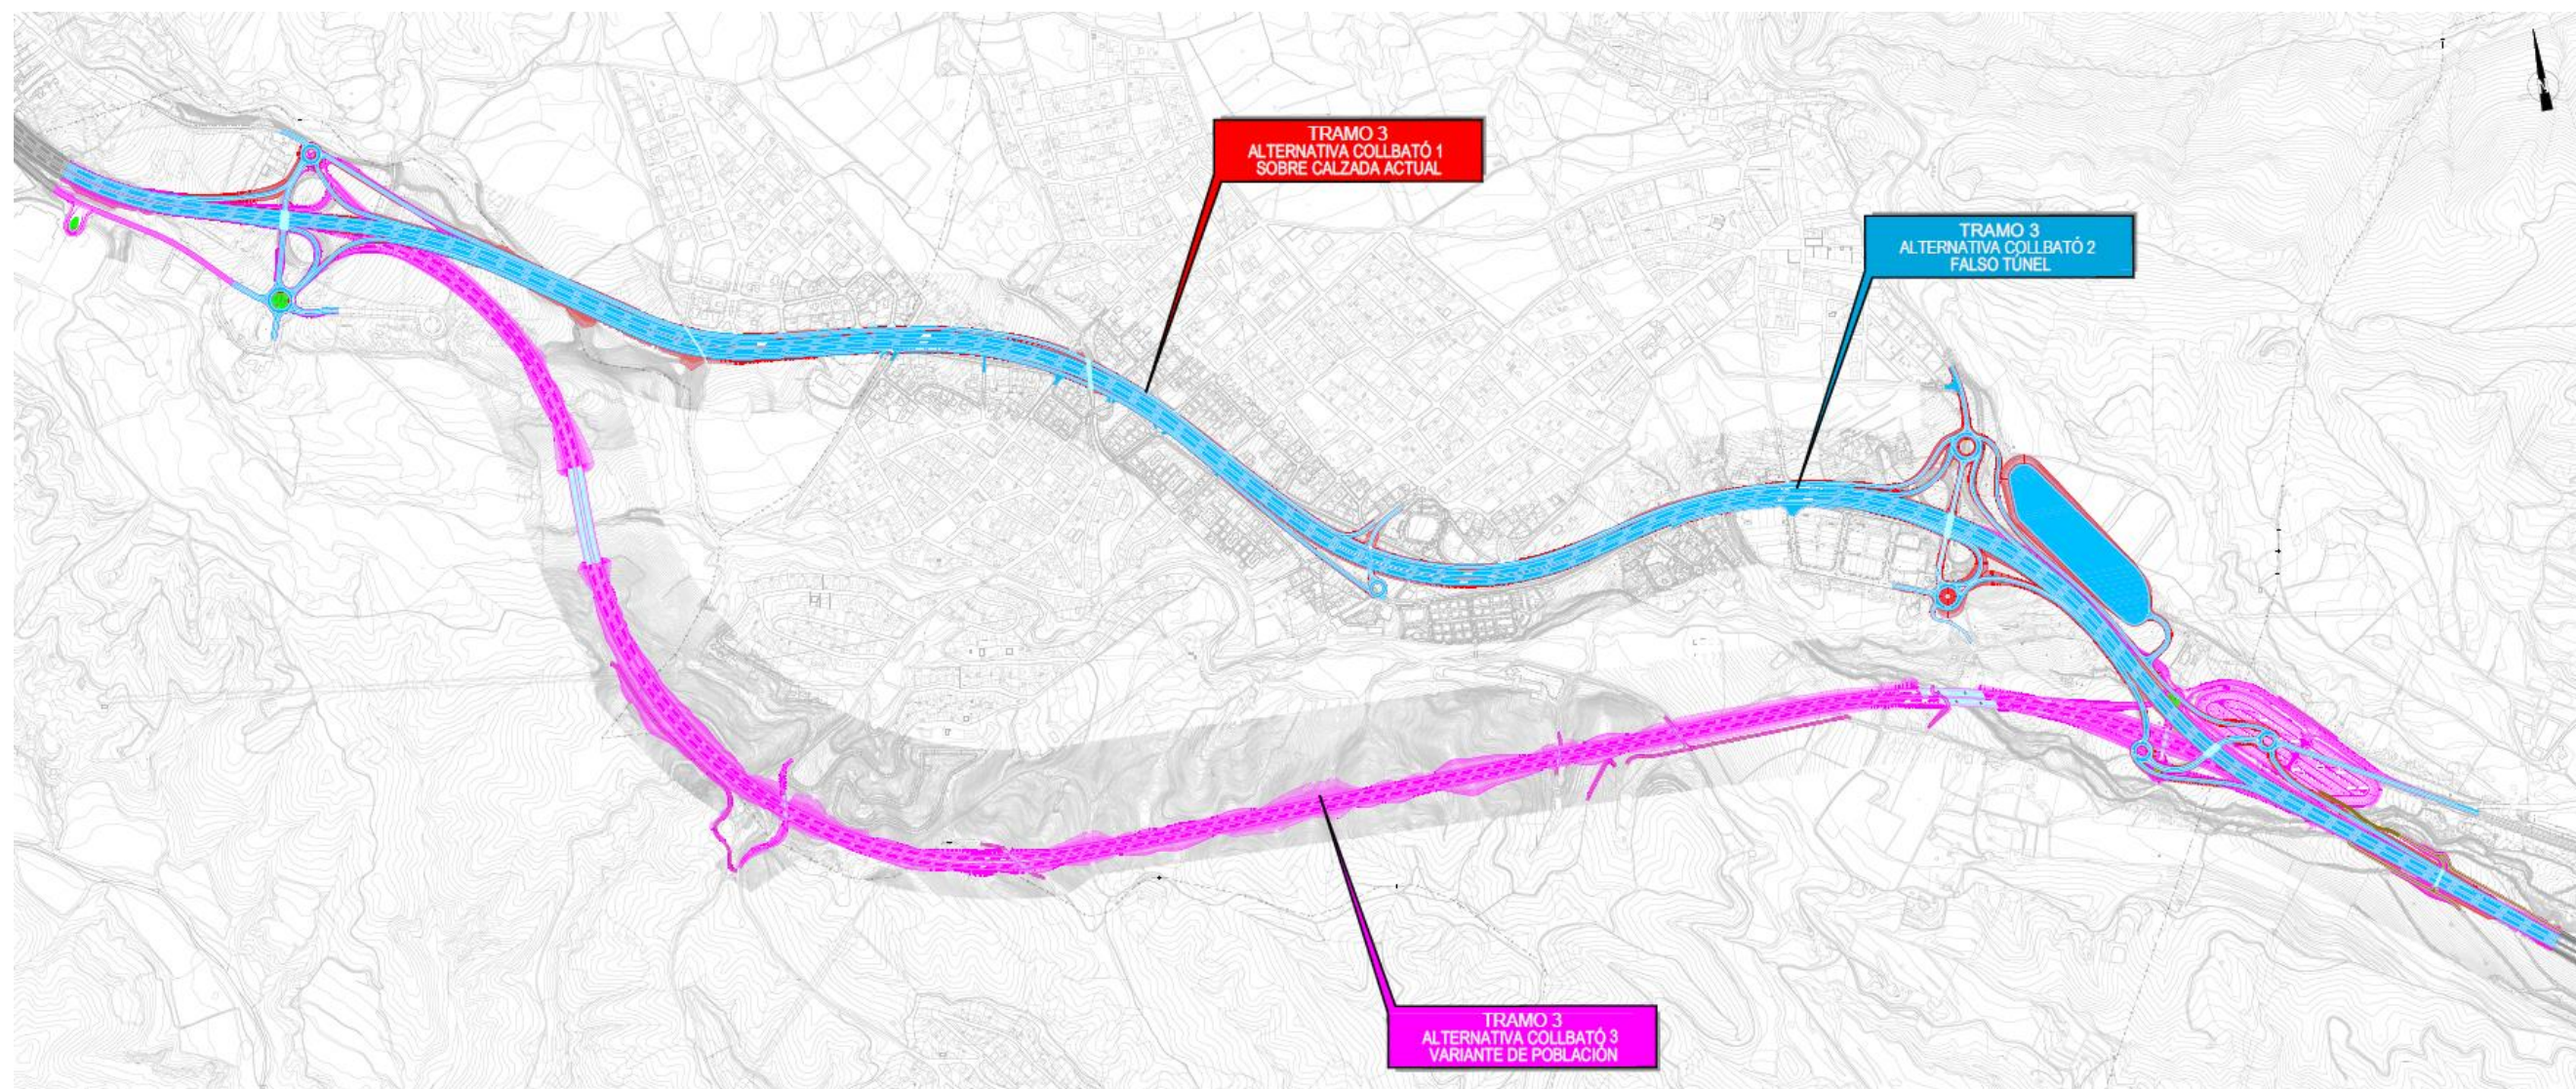 TRAMO 3
ALTERNATIVA COLLBATÓ 1
SOBRE CALZADA ACTUAL
TRAMO 3
ALTERNATIVA COLLBATÓ 2
FALSO TÚNEL
TRAMO 3
ALTERNATIVA COLLBATÓ 3
VARIANTE DE POBLACIÓN